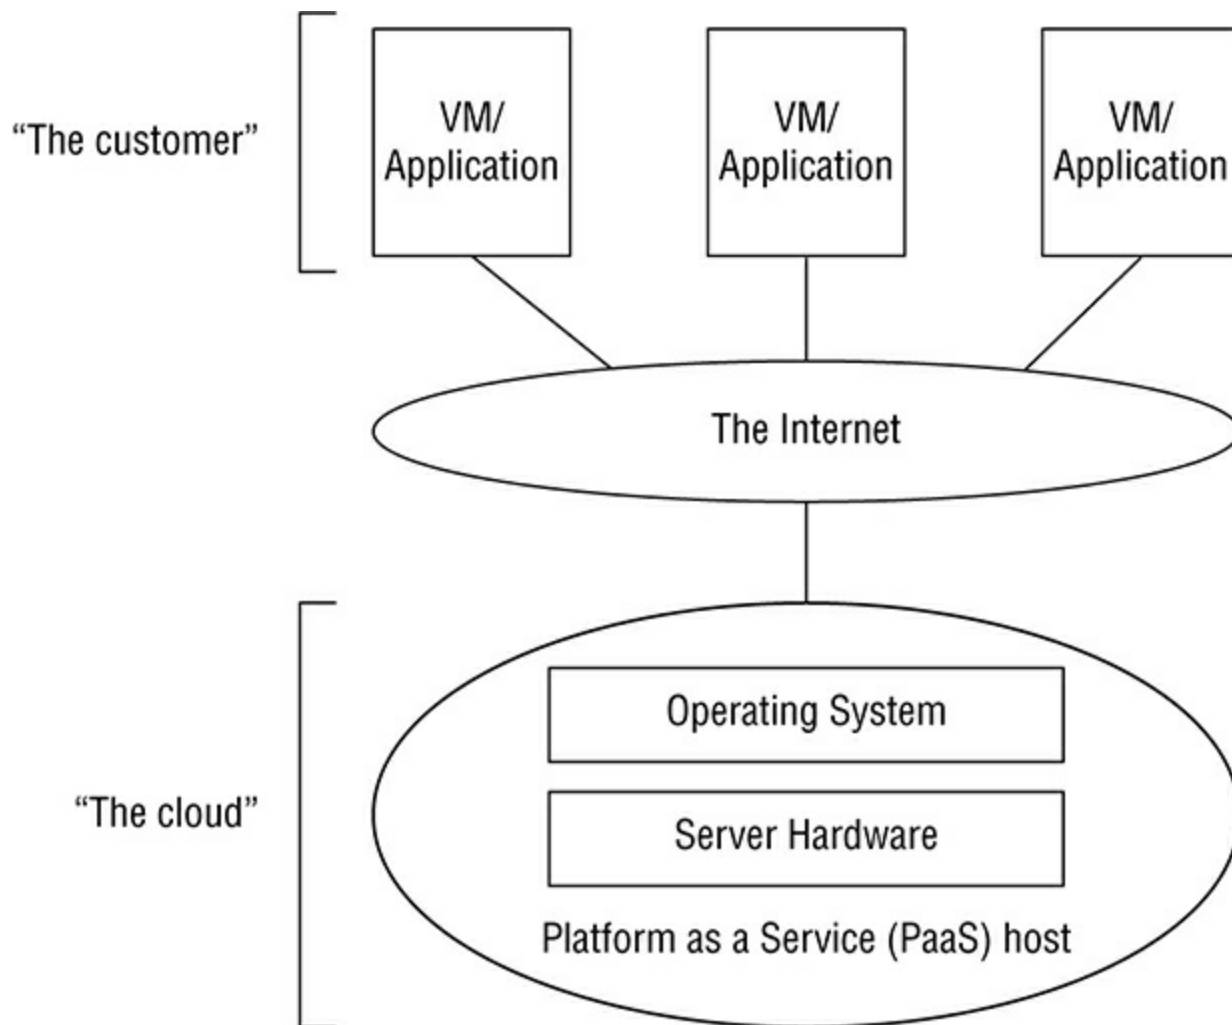 “The customer”
VM/
Application
VM/
Application
VM/
Application
The Internet
“The cloud”
Operating System
Server Hardware
Platform as a Service (PaaS) host